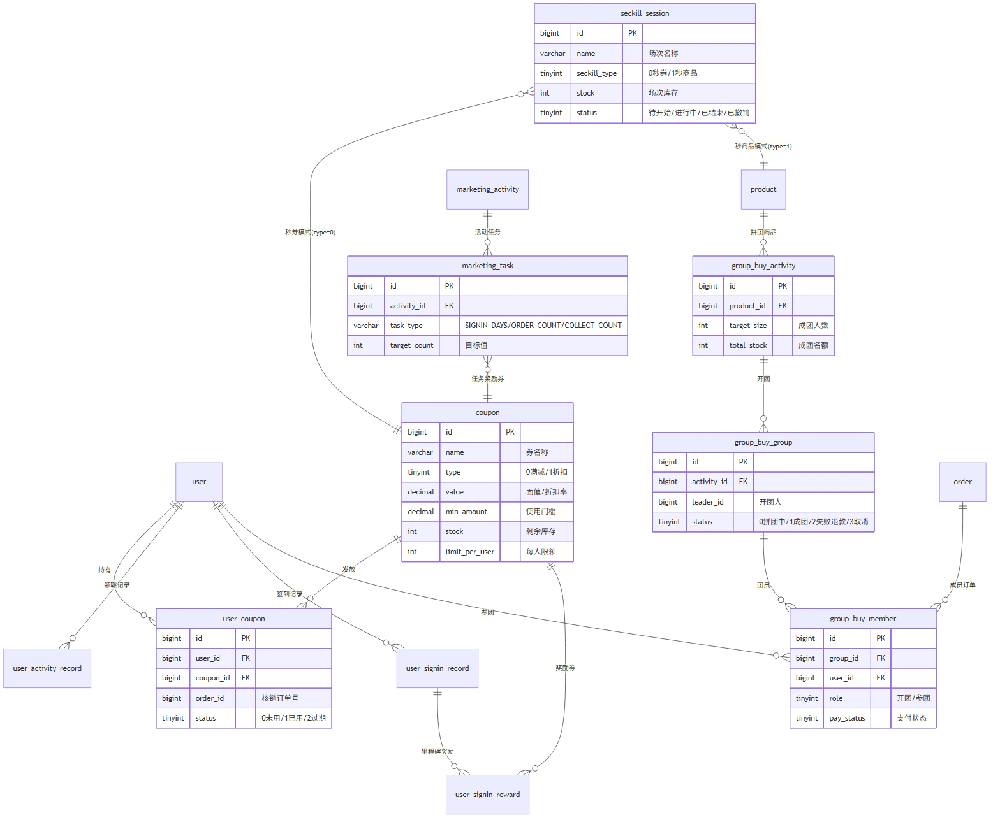 seckill_session
bigint id PK
varchar name 场次名称
tinyint seckill_type 0秒券/1秒商品
int stock 场次库存
tinyint status 待开始/进行中/已结束/已撤销
秒商品模式(type=1)
marketing_activity
product
秒券模式(type=0)
活动任务
拼团商品
marketing_task
bigint id PK
bigint activity_id FK
varchar task_type SIGNIN_DAYS/ORDER_COUNT/COLLECT_COUNT
int target_count 目标值
group_buy_activity
bigint id PK
bigint product_id FK
int target_size 成团人数
int total_stock 成团名额
任务奖励券
开团
coupon
bigint id PK
varchar name 券名称
tinyint type 0满减/1折扣
decimal value 面值/折扣率
decimal min_amount 使用门槛
int stock 剩余库存
int limit_per_user 每人限领
group_buy_group
bigint id PK
bigint activity_id FK
bigint leader_id 开团人
tinyint status 0拼团中/1成团/2失败退款/3取消
user
order
持有
发放
领取记录
签到记录
团员
成员订单
参团
user_coupon
bigint id PK
bigint user_id FK
bigint coupon_id FK
bigint order_id 核销订单号
tinyint status 0未用/1已用/2过期
group_buy_member
bigint id PK
bigint group_id FK
bigint user_id FK
tinyint role 开团/参团
tinyint pay_status 支付状态
user_activity_record
user_signin_record
奖励券
里程碑奖励
user_signin_reward